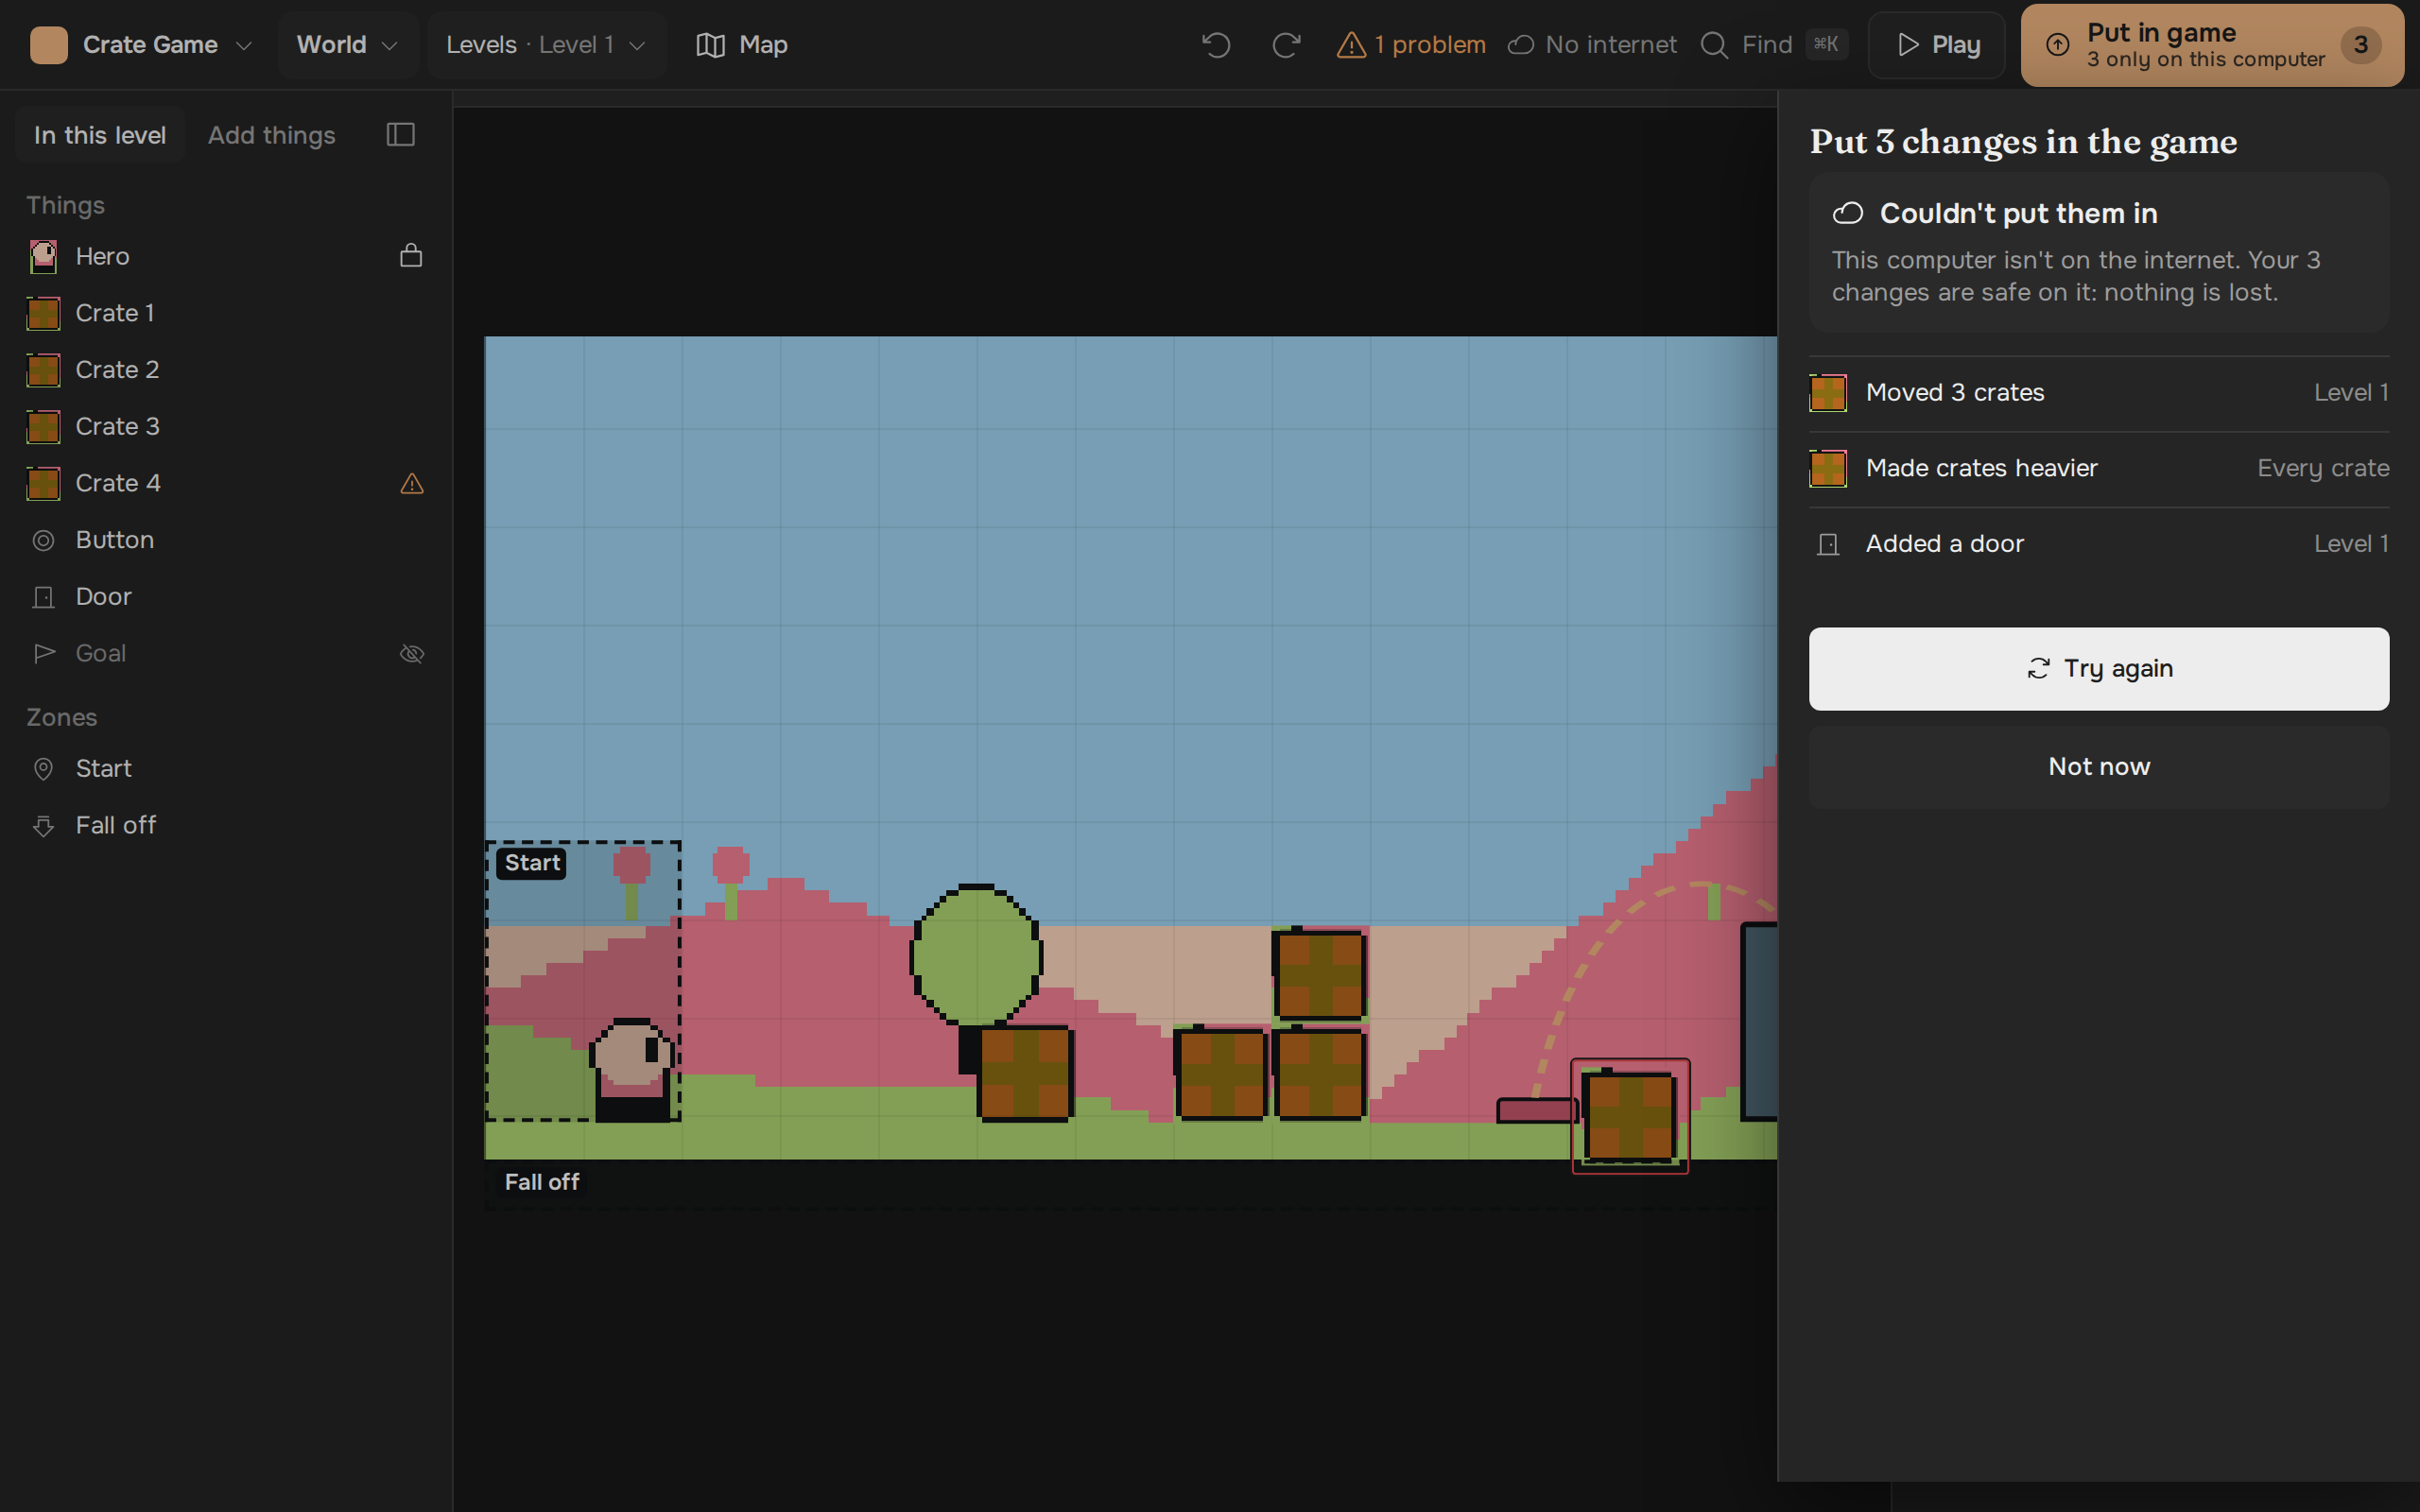 Crate Game
World
Levels · Level 1
Map
1 problem
No internet
Find ⌘K
Play
Put in game
3 only on this computer
3
In this level
Add things
Things
Hero
Crate 1
Crate 2
Crate 3
Crate 4
Button
Door
Goal
Zones
Start
Fall off
Start
Fall off
Put 3 changes in the game
Couldn't put them in
This computer isn't on the internet. Your 3
changes are safe on it: nothing is lost.
Moved 3 crates Level 1
Made crates heavier Every crate
Added a door Level 1
Try again
Not now